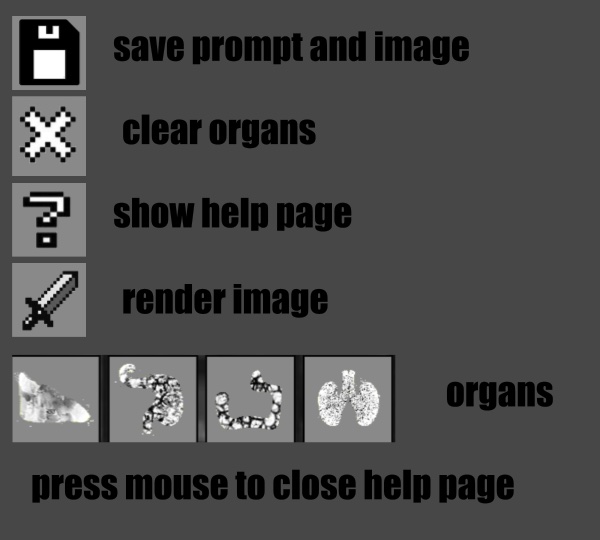 save prompt and image
clear organs
show help page
render image
organs
press mouse to close help page